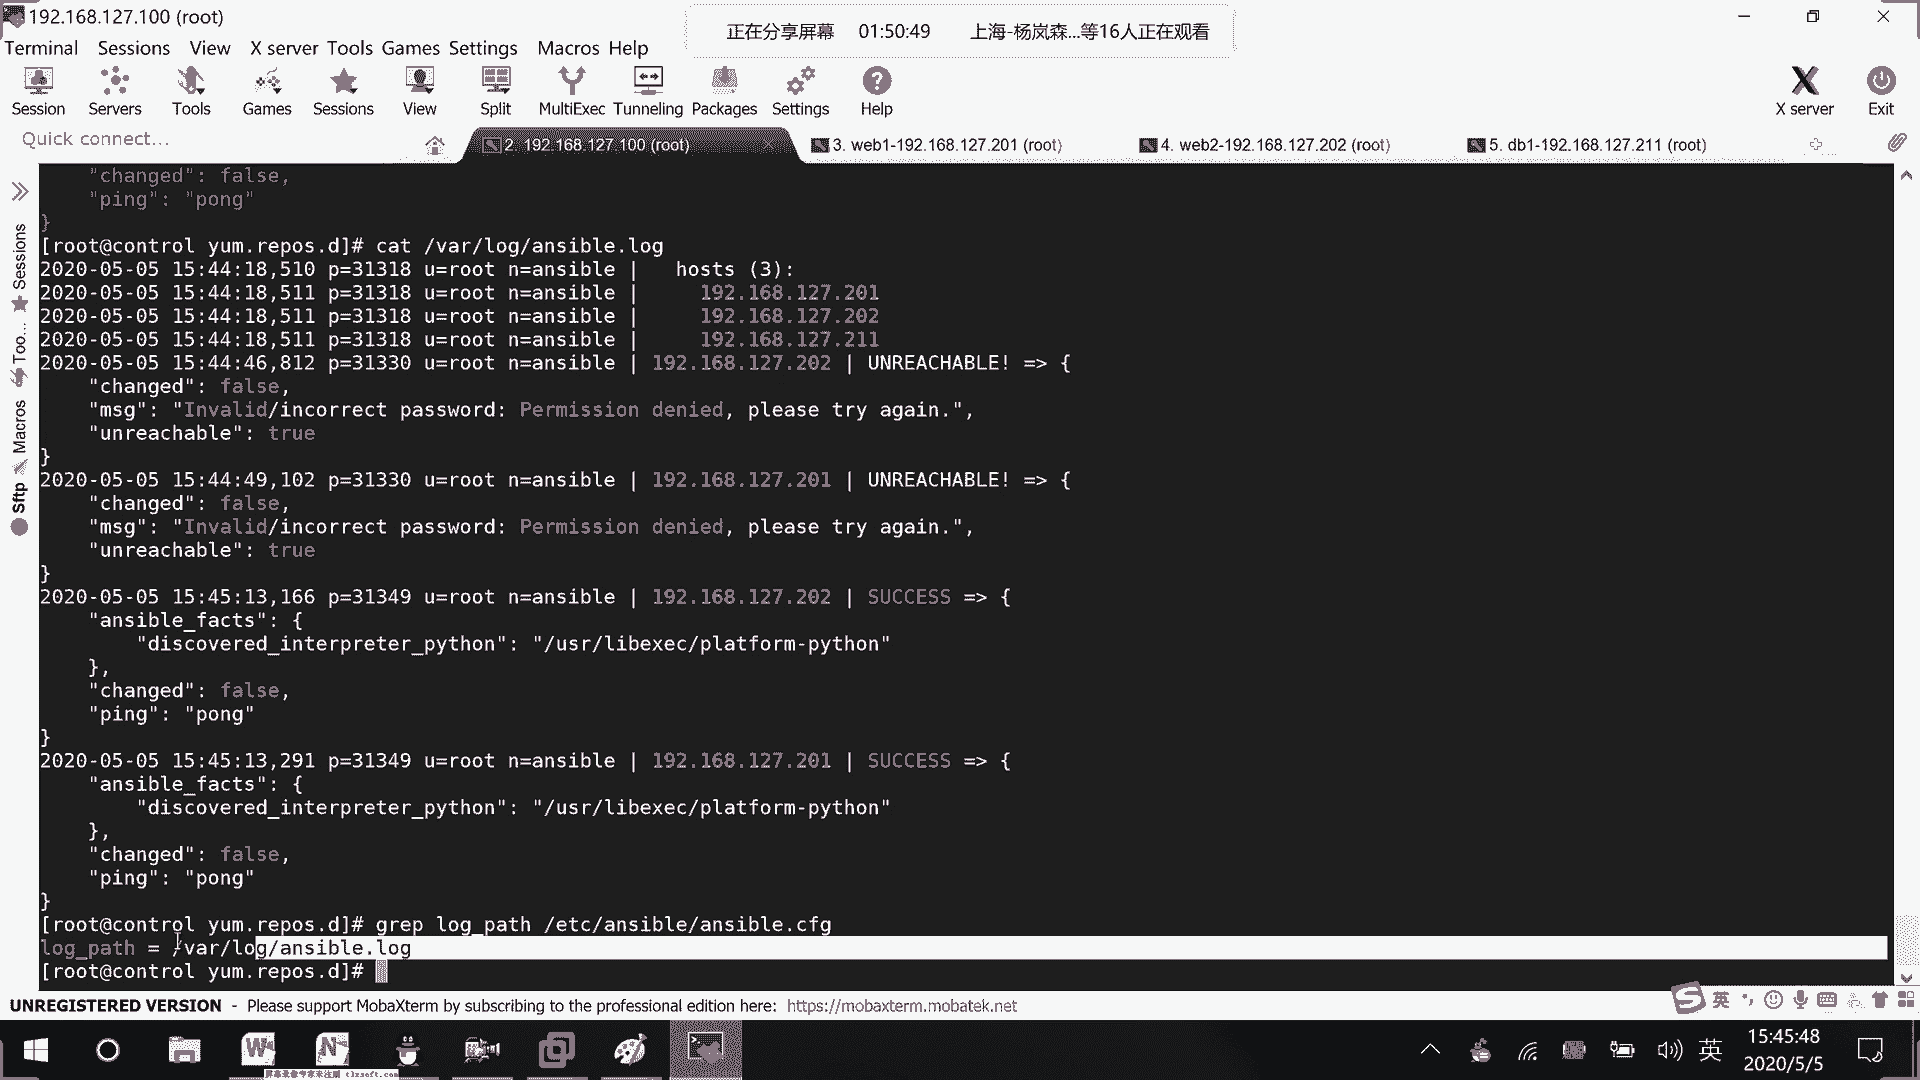 192.168.127.100 (root)
正在分享屏幕 01:50:49 上海-杨岚森...等16人正在观看
Terminal Sessions View X server Tools Games Settings Macros Help
Session Servers Tools Games Sessions View Split MultiExec Tunneling Packages Settings Help X server Exit
Quick connect...
2. 192.168.127.100 (root) 3. web1-192.168.127.201 (root) 4. web2-192.168.127.202 (root) 5. db1-192.168.127.211 (root)
Sessions
Too...
Macros
Sftp
"changed": false,
"ping": "pong"
}
[root@control yum.repos.d]# cat /var/log/ansible.log
2020-05-05 15:44:18,510 p=31318 u=root n=ansible |   hosts (3):
2020-05-05 15:44:18,511 p=31318 u=root n=ansible |     192.168.127.201
2020-05-05 15:44:18,511 p=31318 u=root n=ansible |     192.168.127.202
2020-05-05 15:44:18,511 p=31318 u=root n=ansible |     192.168.127.211
2020-05-05 15:44:46,812 p=31330 u=root n=ansible | 192.168.127.202 | UNREACHABLE! => {
"changed": false,
"msg": "Invalid/incorrect password: Permission denied, please try again.",
"unreachable": true
}
2020-05-05 15:44:49,102 p=31330 u=root n=ansible | 192.168.127.201 | UNREACHABLE! => {
"changed": false,
"msg": "Invalid/incorrect password: Permission denied, please try again.",
"unreachable": true
}
2020-05-05 15:45:13,166 p=31349 u=root n=ansible | 192.168.127.202 | SUCCESS => {
"ansible_facts": {
"discovered_interpreter_python": "/usr/libexec/platform-python"
},
"changed": false,
"ping": "pong"
}
2020-05-05 15:45:13,291 p=31349 u=root n=ansible | 192.168.127.201 | SUCCESS => {
"ansible_facts": {
"discovered_interpreter_python": "/usr/libexec/platform-python"
},
"changed": false,
"ping": "pong"
}
[root@control yum.repos.d]# grep log_path /etc/ansible/ansible.cfg
log_path = /var/log/ansible.log
[root@control yum.repos.d]#
UNREGISTERED VERSION - Please support MobaXterm by subscribing to the professional edition here: https://mobaxterm.mobatek.net
英
英 15:45:48
2020/5/5
屏幕录像专家未注册 tlxsoft.com